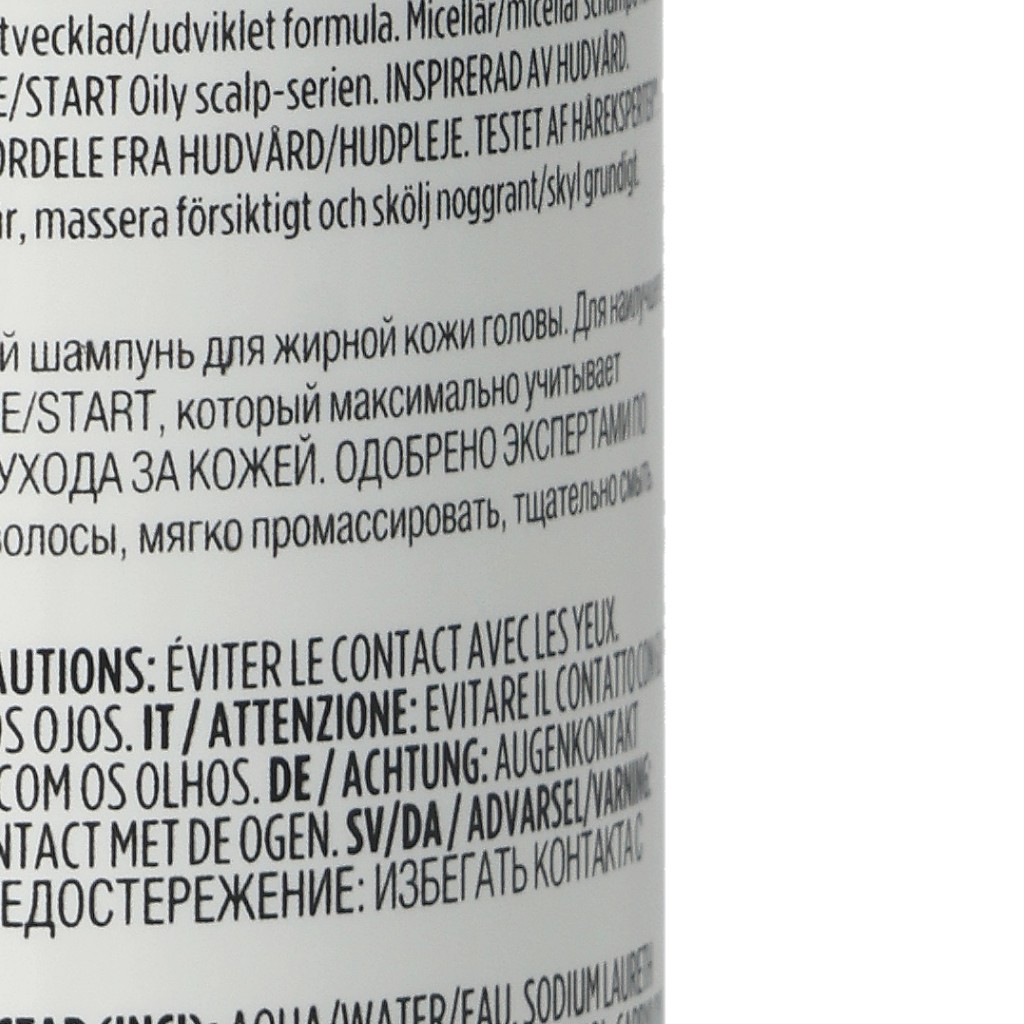 tvecklad/udviklet formula. Micellär/micellar
E/START Oily scalp-serien. INSPIRERAD AV HUDVÅRD.
ORDELE FRA HUDVÅRD/HUDPLEJE. TESTET AF HÅREKSPERTER
r, massera försiktigt och skölj noggrant/skyl grundigt.
й шампунь для жирной кожи головы. Для
E/START, который максимально учитывает
УХОДА ЗА КОЖЕЙ. ОДОБРЕНО ЭКСПЕРТАМИ ПО
волосы, мягко промассировать, тщательно смыть
AUTIONS: ÉVITER LE CONTACT AVEC LES YEUX.
OS OJOS. IT / ATTENZIONE: EVITARE IL CONTATTO
COM OS OLHOS. DE / ACHTUNG: AUGENKONTAKT
NTACT MET DE OGEN. SV/DA / ADVARSEL/VARNING:
ЕДОСТЕРЕЖЕНИЕ: ИЗБЕГАТЬ КОНТАКТА С
(INCI): AQUA/WATER/EAU, SODIUM LAURETH